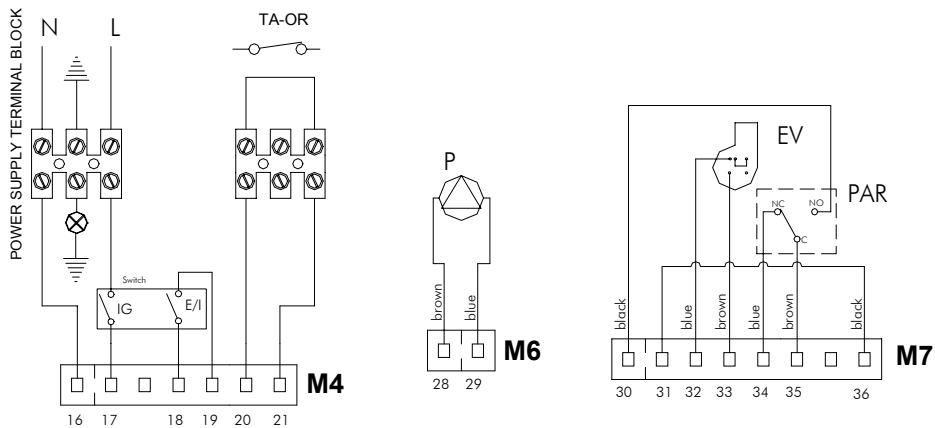 POWER SUPPLY TERMINAL BLOCK
N L
TA-OR
Switch
IG E/I
M4
16 17 18 19 20 21
P
brown
blue
M6
28 29
EV
PAR
NC NO
C
black
blue
brown
black
brown
black
M7
30 31 32 33 34 35 36